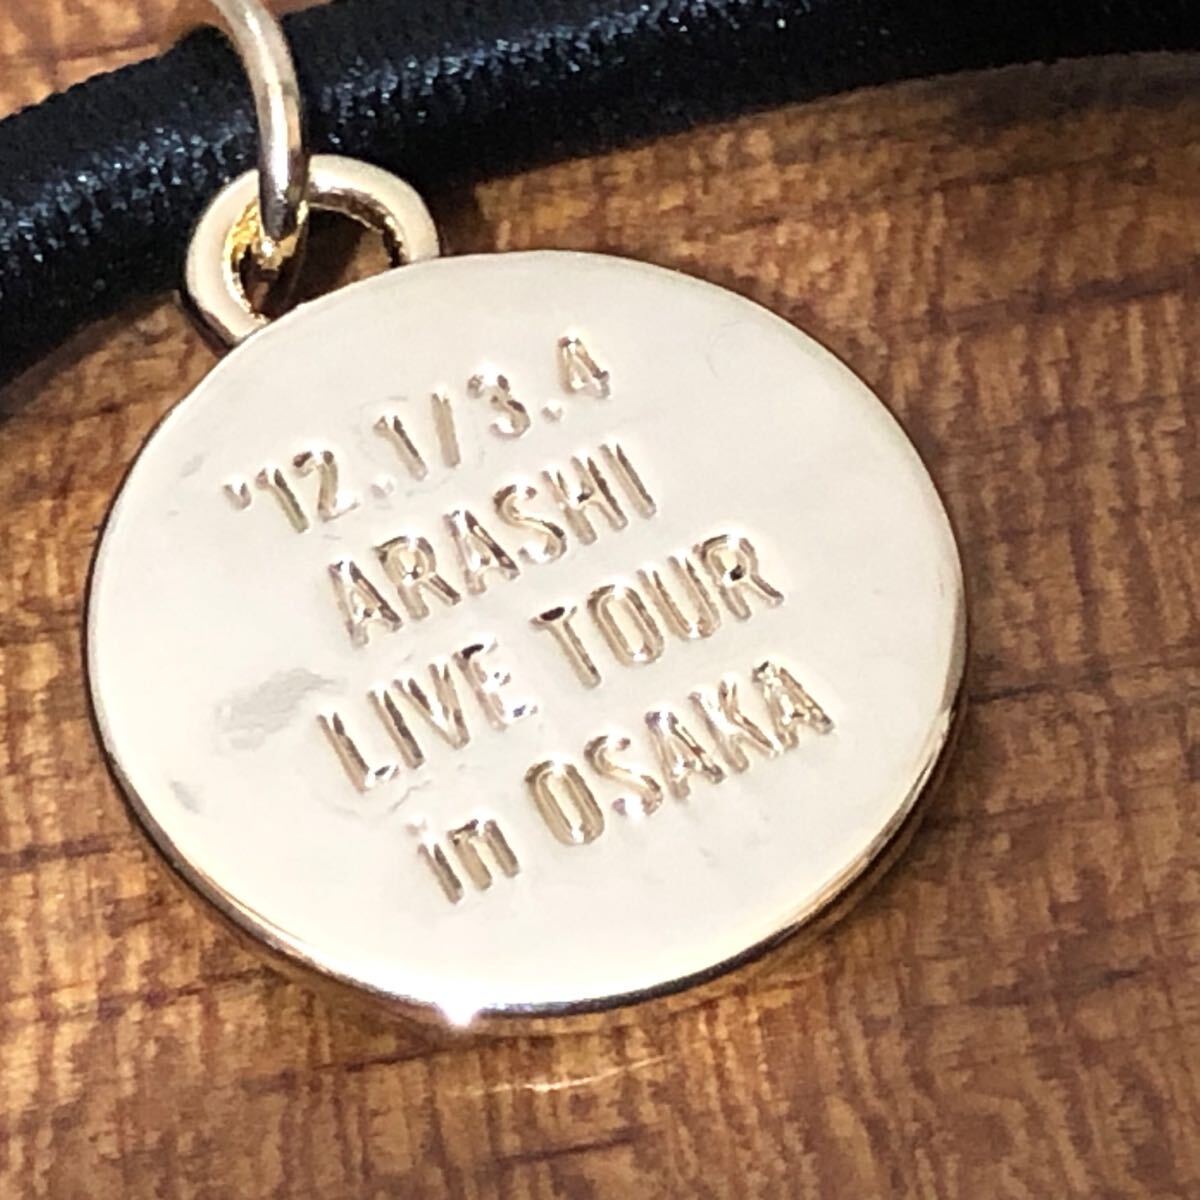 '12.1/3.4
ARASHI
LIVE TOUR
in OSAKA